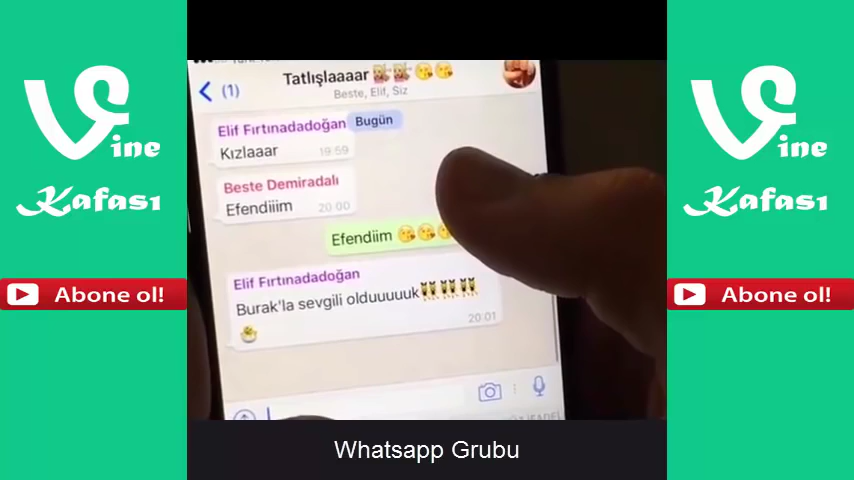 Vine
Kafası
Abone ol!
(1)
Tatlışlaaaar
Beste, Elif, Siz
Bugün
Elif Fırtınadadoğan
Kızlaaar
19:59
Beste Demiradalı
Efendiiim
20:00
Efendiim
Elif Fırtınadadoğan
Burak'la sevgili olduuuuuk
20:01
Whatsapp Grubu
Vine
Kafası
Abone ol!